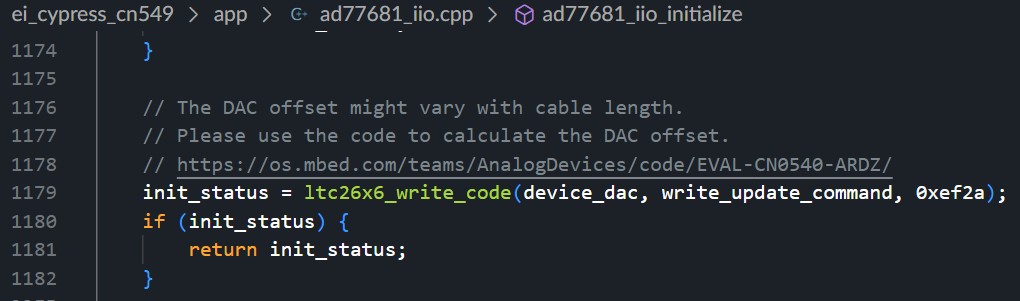 ei_cypress_cn549 > app > ad77681_iio.cpp > ad77681_iio_initialize
1174 }
1175
1176 // The DAC offset might vary with cable length.
1177 // Please use the code to calculate the DAC offset.
1178 // https://os.mbed.com/teams/AnalogDevices/code/EVAL-CN0540-ARDZ/
1179 init_status = ltc26x6_write_code(device_dac, write_update_command, 0xef2a);
1180 if (init_status) {
1181 return init_status;
1182 }